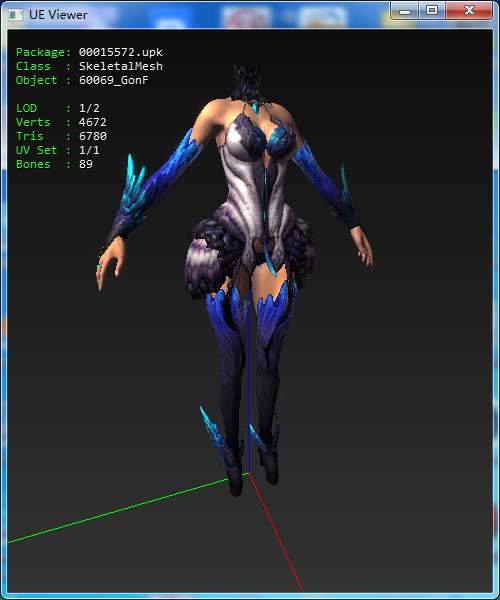 UE Viewer
Package: 00015572.upk
Class  : SkeletalMesh
Object : 60069_GonF
LOD    : 1/2
Verts  : 4672
Tris   : 6780
UV Set : 1/1
Bones  : 89